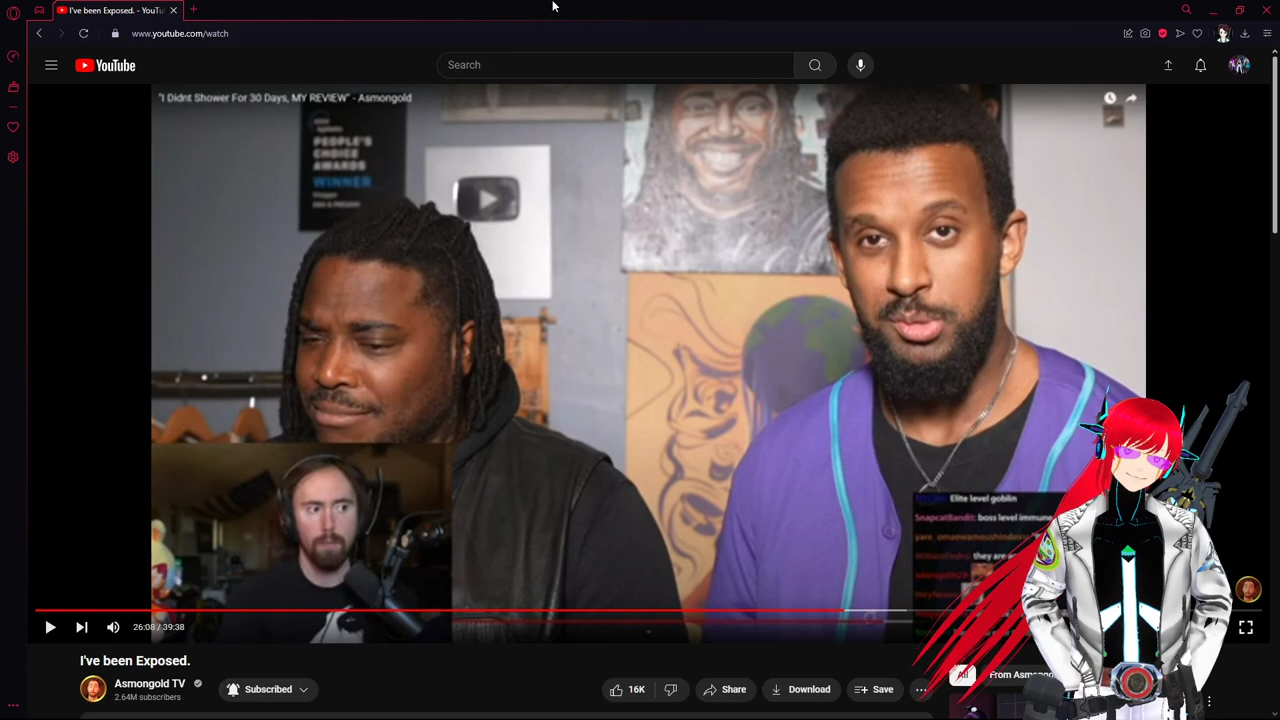 I've been Exposed. - YouTu
www.youtube.com/watch
YouTube
Search
"I Didnt Shower For 30 Days, MY REVIEW" - Asmongold
PEOPLE'S
CHOICE
AWARDS
WINNER
Elite level goblin
SnapcatBandit: boss level immune
they are
26:08 / 39:38
I've been Exposed.
Asmongold TV
2.64M subscribers
Subscribed
16K
Share
Download
Save
All
From Asmong